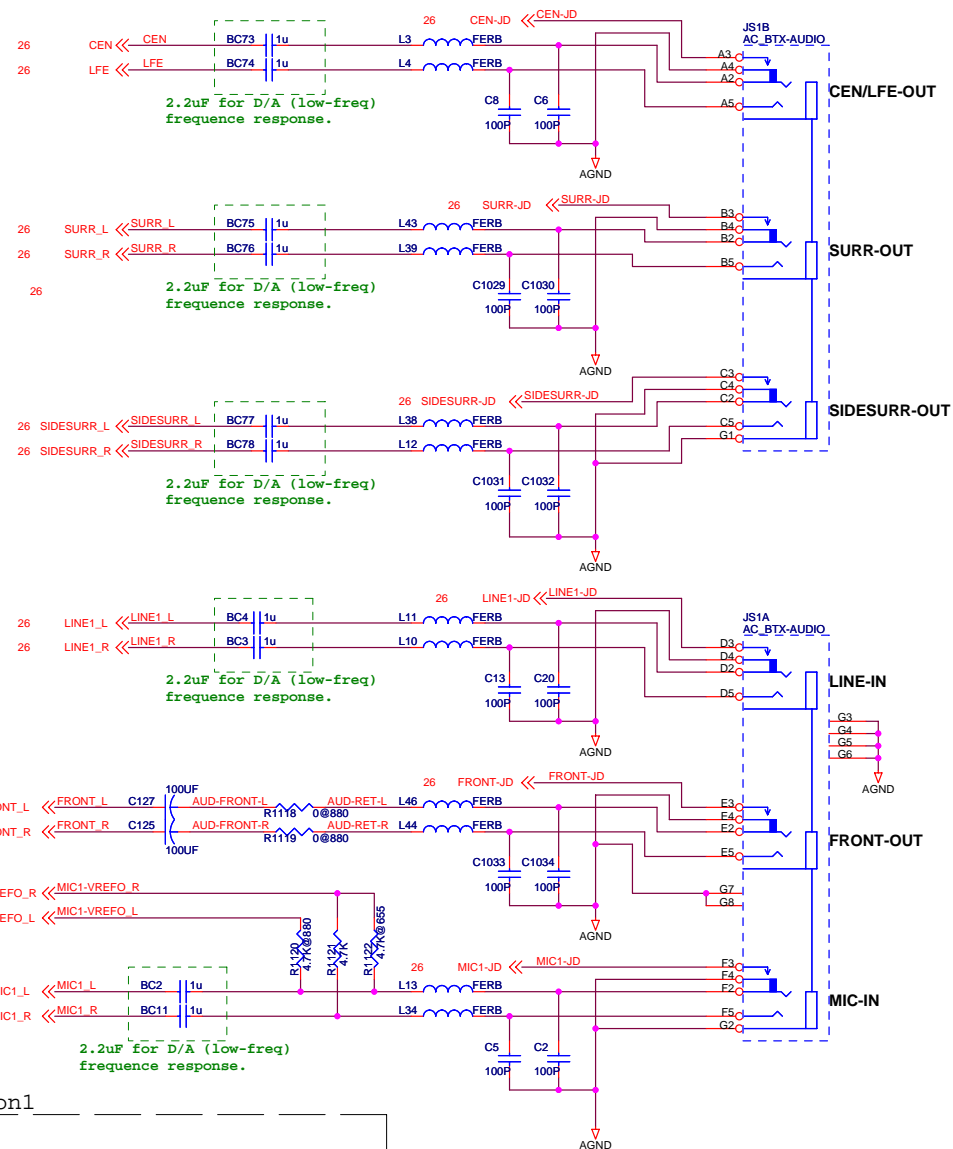 26 CEN-JD CEN-JD
JS1B
AC_BTX-AUDIO
26 CEN CEN BC73 1u L3 FERB
A3
A4
26 LFE LFE BC74 1u L4 FERB
A2
CEN/LFE-OUT
A5
2.2uF for D/A (low-freq)
frequence response.
C8 C6
100P 100P
AGND
26 SURR-JD SURR-JD
B3
26 SURR_L SURR_L BC75 1u L43 FERB
B4
B2
26 SURR_R SURR_R BC76 1u L39 FERB
SURR-OUT
B5
2.2uF for D/A (low-freq)
frequence response.
26
C1029 C1030
100P 100P
AGND
C3
26 SIDESURR-JD SIDESURR-JD
C4
C2
SIDESURR-OUT
26 SIDESURR_L SIDESURR_L BC77 1u L38 FERB
C5
26 SIDESURR_R SIDESURR_R BC78 1u L12 FERB
G1
2.2uF for D/A (low-freq)
frequence response.
C1031 C1032
100P 100P
AGND
26 LINE1-JD LINE1-JD
JS1A
AC_BTX-AUDIO
26 LINE1_L LINE1_L BC4 1u L11 FERB
D3
26 LINE1_R LINE1_R BC3 1u L10 FERB
D4
D2
LINE-IN
D5
2.2uF for D/A (low-freq)
frequence response.
C13 C20
100P 100P
G3
G4
G5
G6
AGND
AGND
26 FRONT-JD FRONT-JD
100UF
NT_L FRONT_L C127 AUD-FRONT-L R1118 0@880 AUD-RET-L L46 FERB
E3
E4
NT_R FRONT_R C125 AUD-FRONT-R R1119 0@880 AUD-RET-R L44 FERB
E2
FRONT-OUT
100UF
E5
C1033 C1034
100P 100P
EFO_R MIC1-VREFO_R
G7
G8
EFO_L MIC1-VREFO_L
AGND
R1120 4.7K@880
R1121 4.7K
R1122 4.7K@655
26 MIC1-JD MIC1-JD
F3
IC1_L MIC1_L BC2 1u L13 FERB
F4
F2
MIC-IN
IC1_R MIC1_R BC11 1u L34 FERB
F5
G2
2.2uF for D/A (low-freq)
frequence response.
C5 C2
100P 100P
on1
AGND